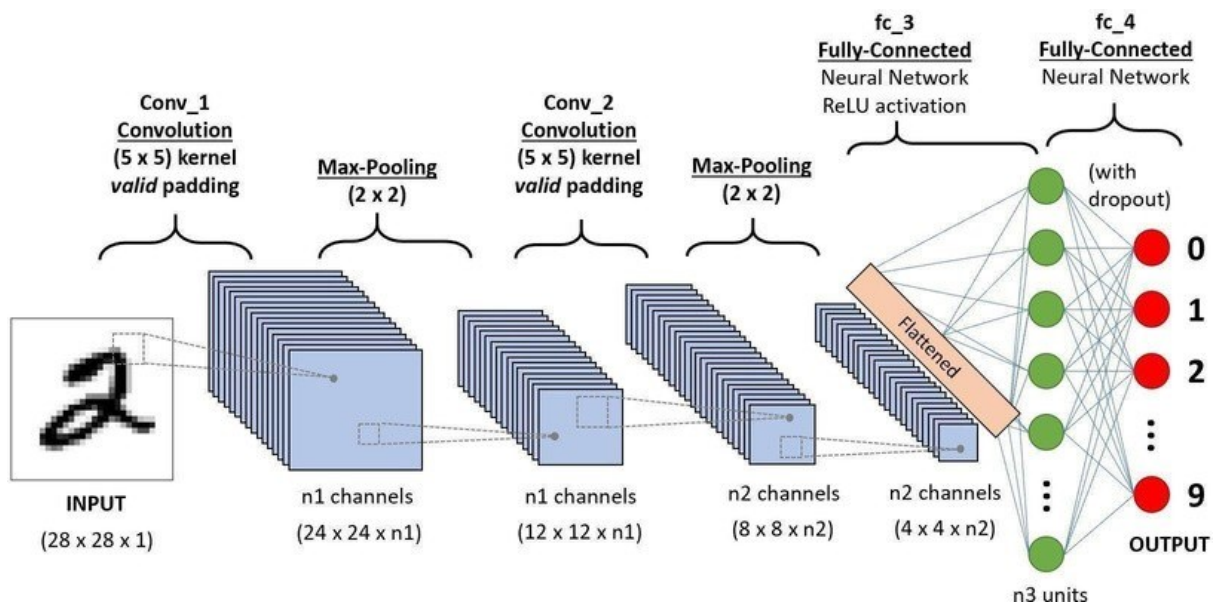 Conv_1
Convolution
(5 x 5) kernel
valid padding
Max-Pooling
(2 x 2)
Conv_2
Convolution
(5 x 5) kernel
valid padding
Max-Pooling
(2 x 2)
fc_3
Fully-Connected
Neural Network
ReLU activation
fc_4
Fully-Connected
Neural Network
(with
dropout)
Flattened
0
1
2
9
OUTPUT
INPUT
(28 x 28 x 1)
n1 channels
(24 x 24 x n1)
n1 channels
(12 x 12 x n1)
n2 channels
(8 x 8 x n2)
n2 channels
(4 x 4 x n2)
n3 units